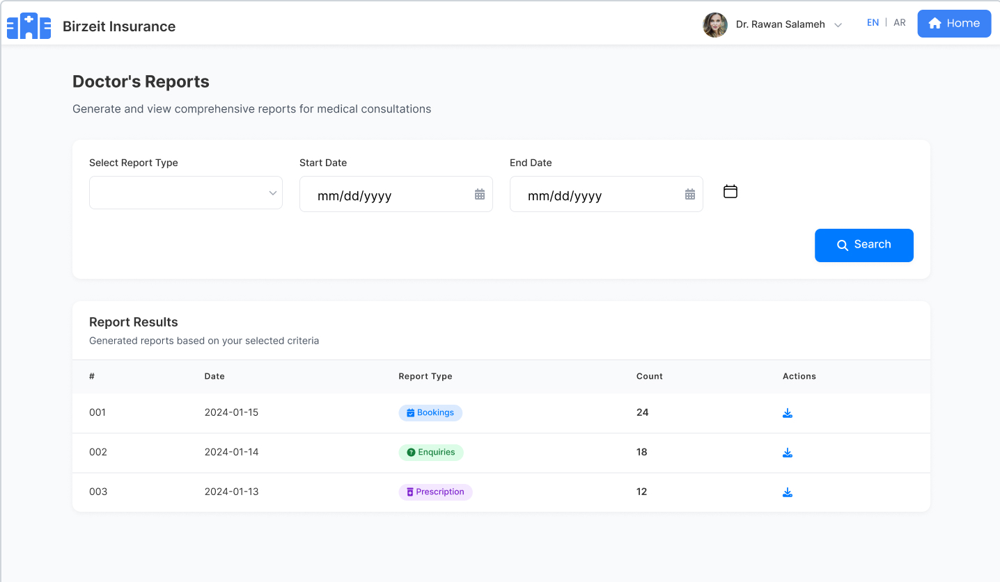 Birzeit Insurance
Dr. Rawan Salameh
EN | AR
Home
Doctor's Reports
Generate and view comprehensive reports for medical consultations
Select Report Type
Start Date
End Date
mm/dd/yyyy
mm/dd/yyyy
Search
Report Results
Generated reports based on your selected criteria
# Date Report Type Count Actions
001 2024-01-15 Bookings 24
002 2024-01-14 Enquiries 18
003 2024-01-13 Prescription 12